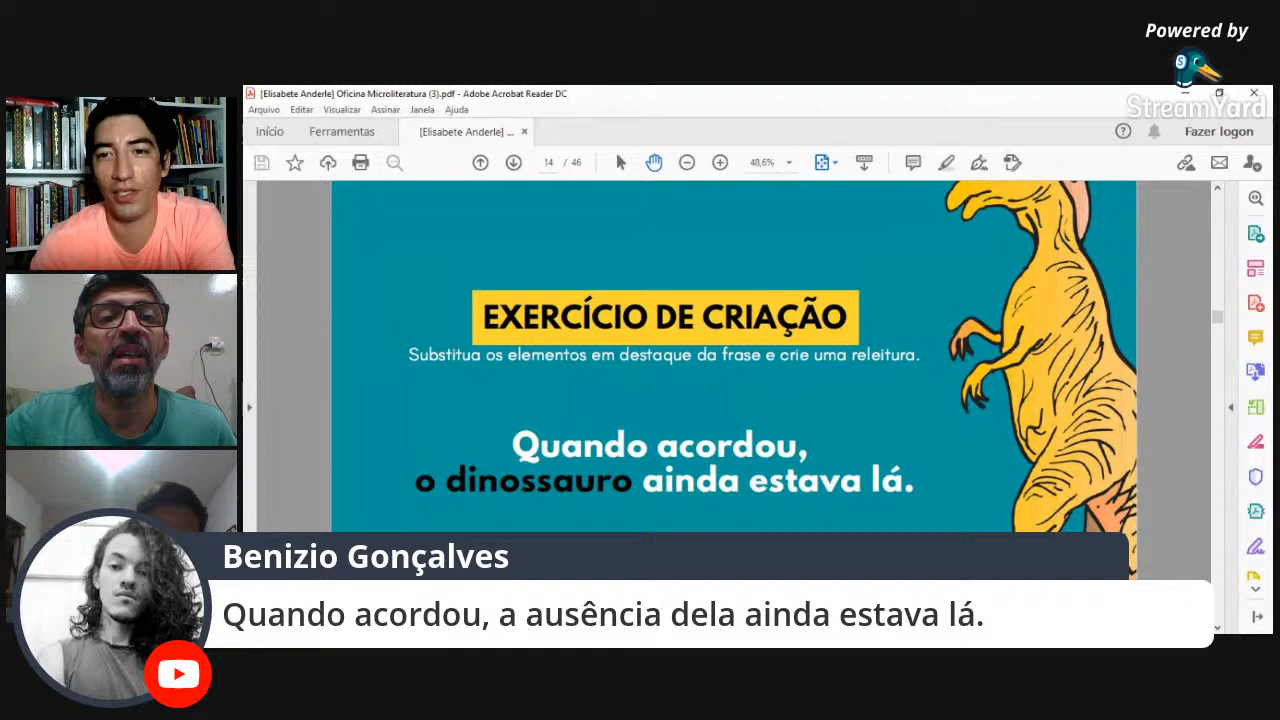 Powered by
StreamYard
[Elisabete Anderle] Oficina Microliteratura (3).pdf - Adobe Acrobat Reader DC
Arquivo Editar Visualizar Assinar Janela Ajuda
Início Ferramentas [Elisabete Anderle] ... × Fazer logon
14 / 46 48,6%
EXERCÍCIO DE CRIAÇÃO
Substitua os elementos em destaque da frase e crie uma releitura.
Quando acordou,
o dinossauro ainda estava lá.
Benizio Gonçalves
Quando acordou, a ausência dela ainda estava lá.